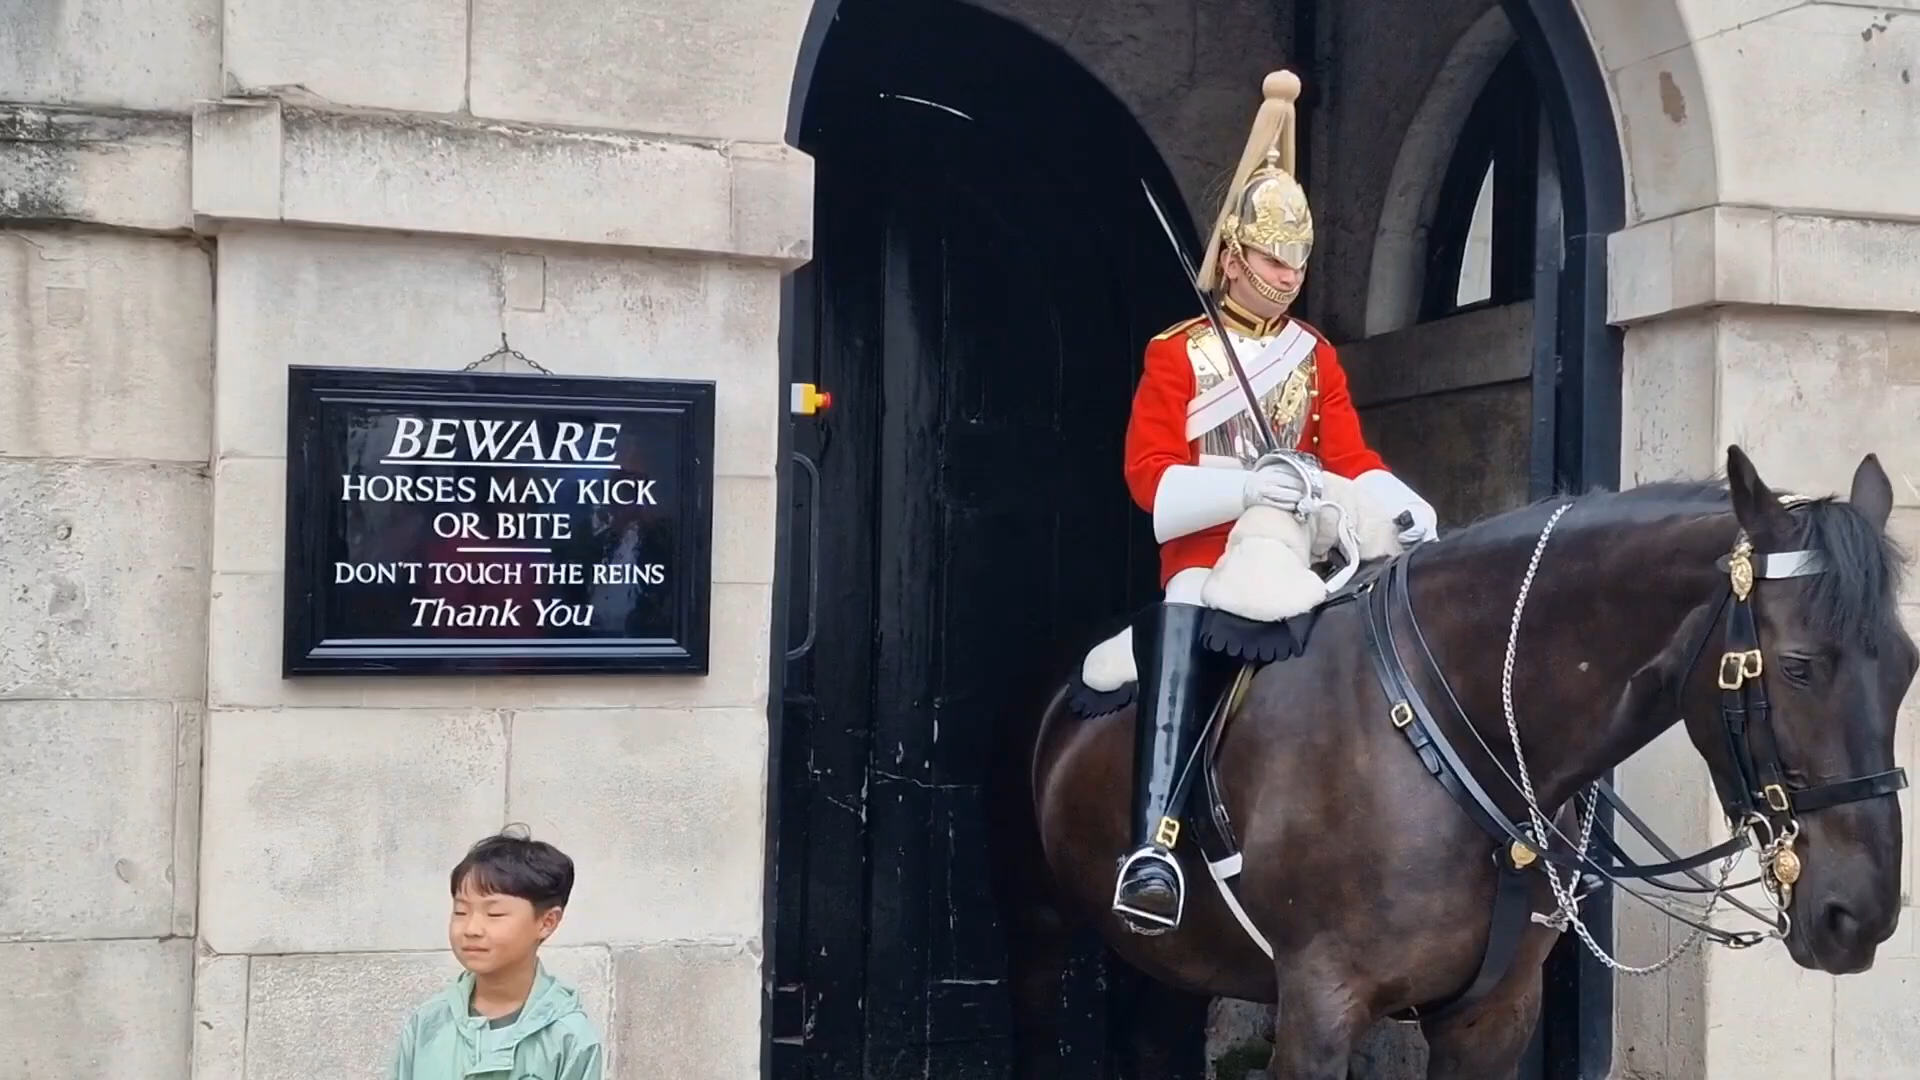 BEWARE
HORSES MAY KICK
OR BITE
DON'T TOUCH THE REINS
Thank You